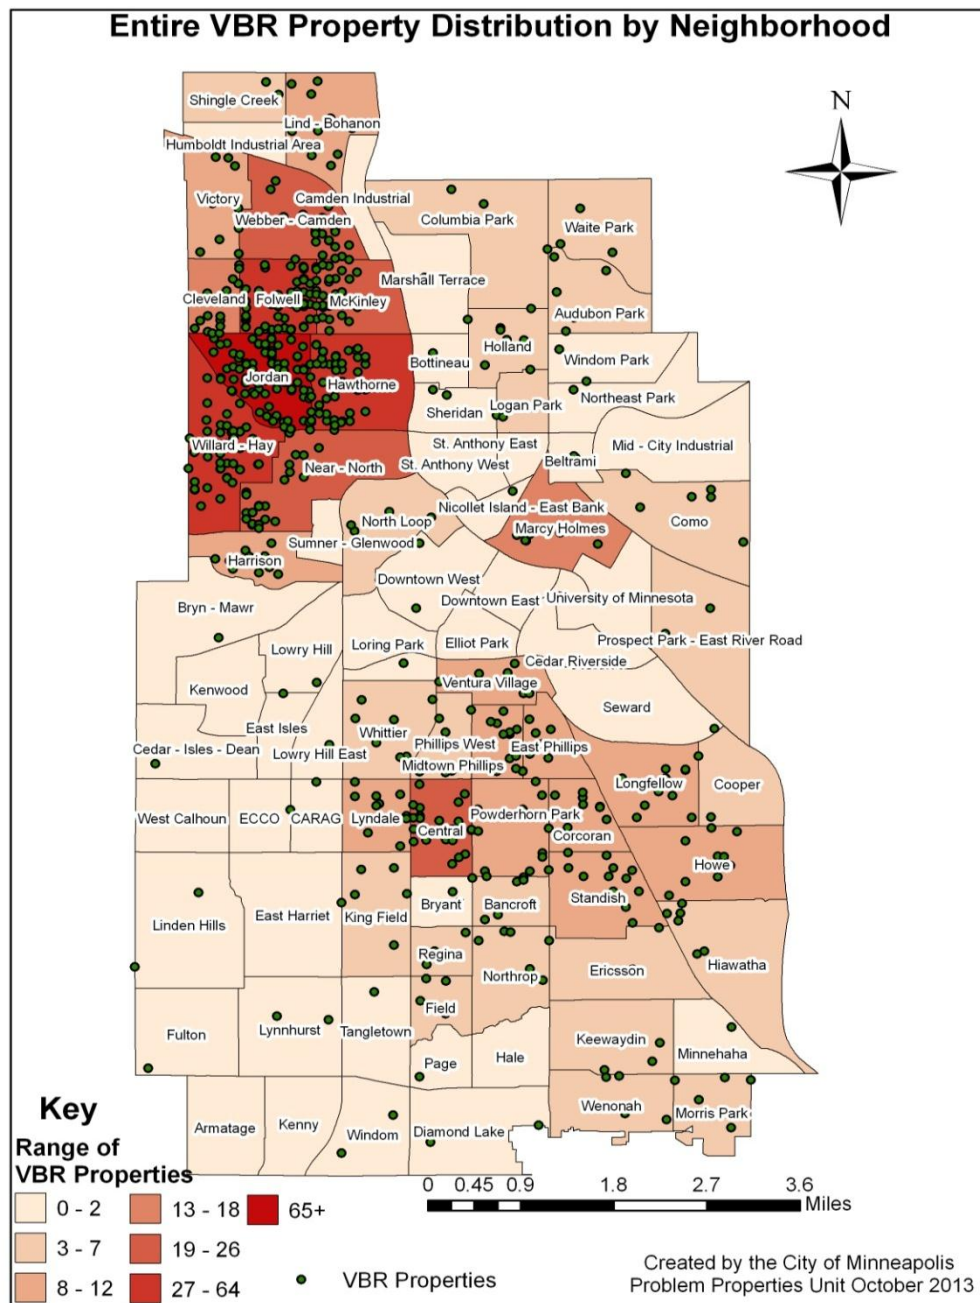 Entire VBR Property Distribution by Neighborhood
N
Shingle Creek
Lind - Bohanon
Humboldt Industrial Area
Victory
Camden Industrial
Webber - Camden
Columbia Park
Waite Park
Marshall Terrace
Cleveland
Folwell
McKinley
Audubon Park
Holland
Bottineau
Windom Park
Jordan
Hawthorne
Northeast Park
Logan Park
Sheridan
Willard - Hay
St. Anthony East
Mid - City Industrial
Near - North
St. Anthony West
Beltrami
Nicollet Island - East Bank
North Loop
Marcy Holmes
Como
Sumner - Glenwood
Harrison
Downtown West
Bryn - Mawr
Downtown East
University of Minnesota
Loring Park
Elliot Park
Prospect Park - East River Road
Lowry Hill
Cedar Riverside
Ventura Village
Kenwood
Seward
East Isles
Whittier
Cedar - Isles - Dean
Lowry Hill East
Phillips West
East Phillips
Midtown Phillips
Longfellow
Cooper
West Calhoun
ECCO
CARAG
Lyndale
Powderhorn Park
Central
Corcoran
Howe
Linden Hills
East Harriet
King Field
Bryant
Bancroft
Standish
Regina
Northrop
Ericsson
Hiawatha
Field
Fulton
Lynnhurst
Tangletown
Keewaydin
Minnehaha
Page
Hale
Wenonah
Morris Park
Armatage
Kenny
Windom
Diamond Lake
Key
Range of
VBR Properties
0 - 2
13 - 18
65+
3 - 7
19 - 26
8 - 12
27 - 64
VBR Properties
0 0.45 0.9 1.8 2.7 3.6
Miles
Created by the City of Minneapolis
Problem Properties Unit October 2013